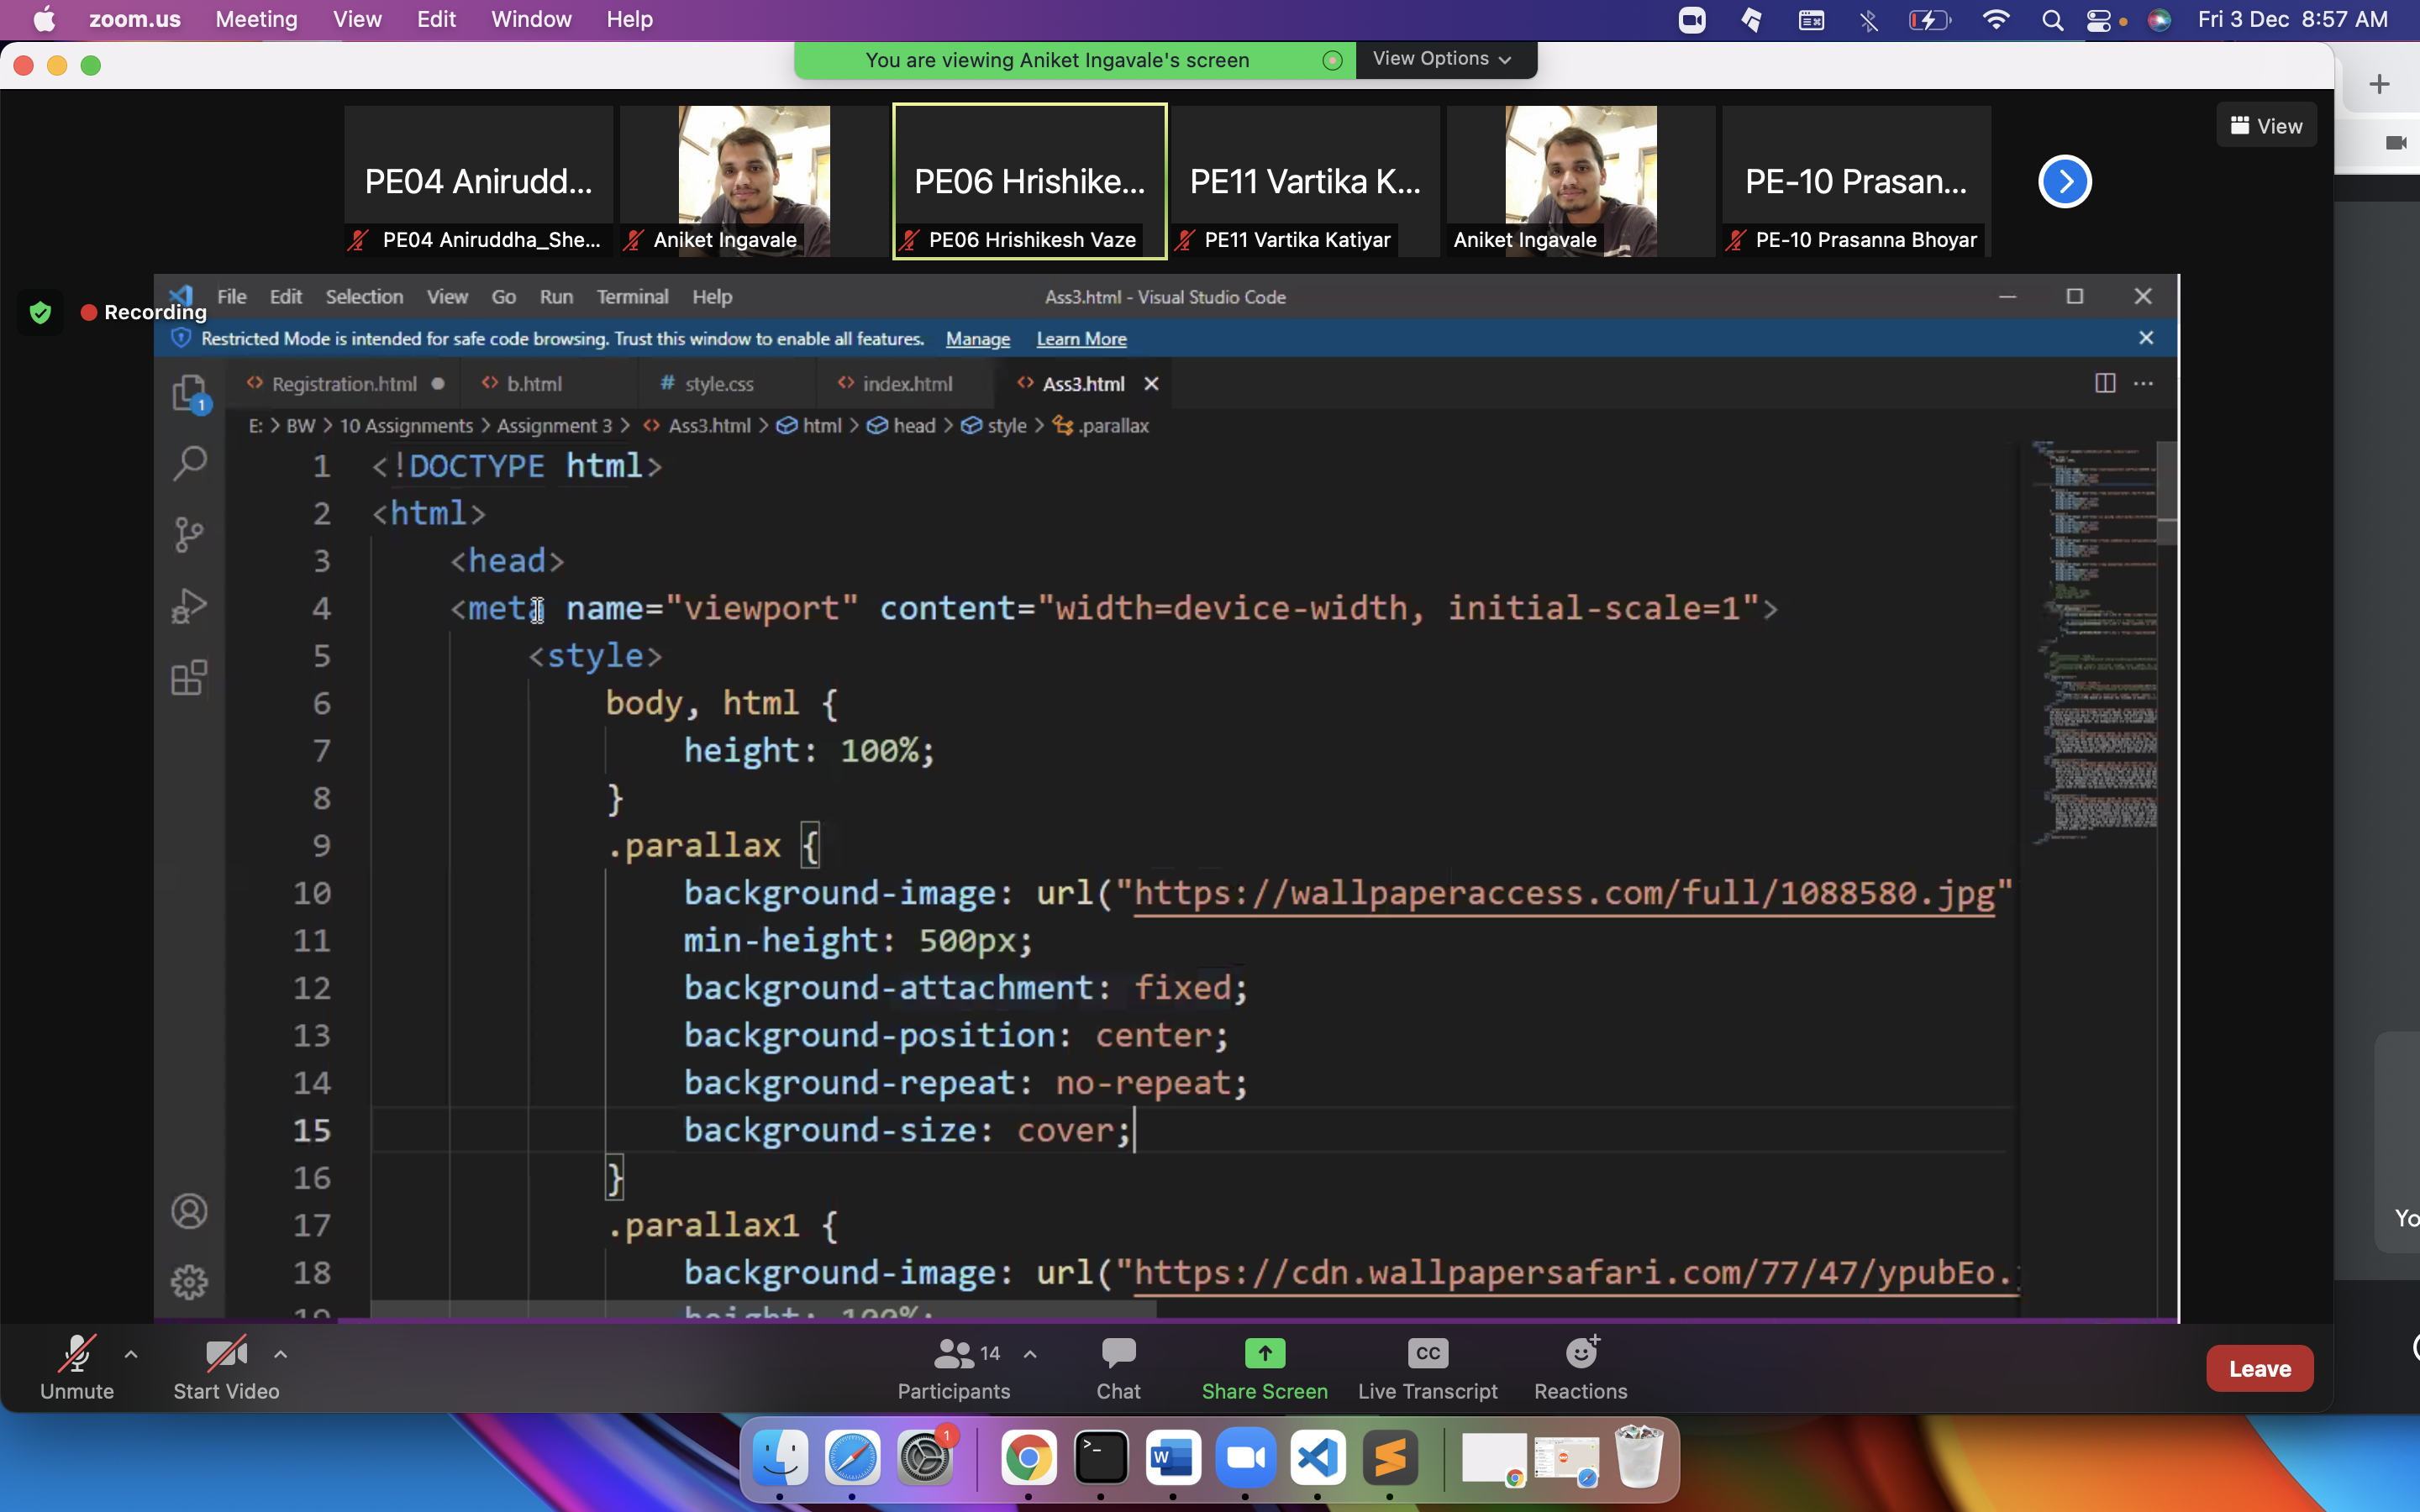 zoom.us Meeting View Edit Window Help
Fri 3 Dec 8:57 AM
You are viewing Aniket Ingavale's screen
View Options
View
PE04 Anirudd...
PE06 Hrishike...
PE11 Vartika K...
PE-10 Prasan...
PE04 Aniruddha_She...
Aniket Ingavale
PE06 Hrishikesh Vaze
PE11 Vartika Katiyar
Aniket Ingavale
PE-10 Prasanna Bhoyar
Recording
File Edit Selection View Go Run Terminal Help
Ass3.html - Visual Studio Code
Restricted Mode is intended for safe code browsing. Trust this window to enable all features. Manage Learn More
1
Registration.html
b.html
# style.css
index.html
Ass3.html
E: > BW > 10 Assignments > Assignment 3 > Ass3.html > html > head > style > .parallax
1 <!DOCTYPE html>
2 <html>
3 <head>
4 <meta name="viewport" content="width=device-width, initial-scale=1">
5 <style>
6 body, html {
7 height: 100%;
8 }
9 .parallax {
10 background-image: url("https://wallpaperaccess.com/full/1088580.jpg"
11 min-height: 500px;
12 background-attachment: fixed;
13 background-position: center;
14 background-repeat: no-repeat;
15 background-size: cover;
16 }
17 .parallax1 {
18 background-image: url("https://cdn.wallpapersafari.com/77/47/ypubEo.
19 height: 100%;
Yo
Unmute
Start Video
14
Participants
Chat
Share Screen
CC
Live Transcript
Reactions
Leave
1
W